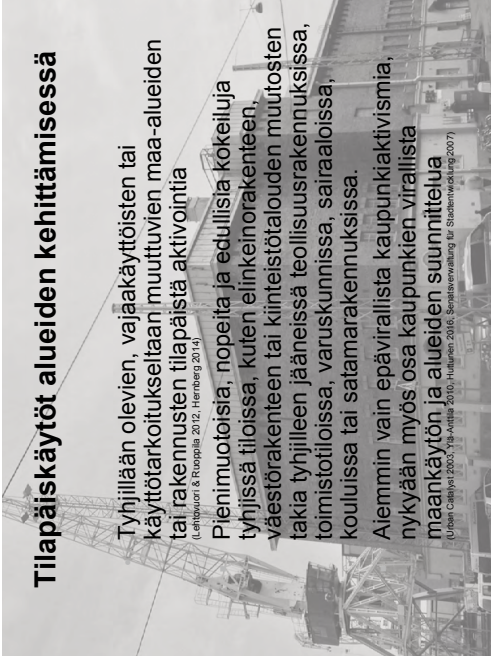 Tilapäiskäytöt alueiden kehittämisessä
Tyhjillään olevien, vajaakäyttöisten tai
käyttötarkoitukseltaan muuttuvien maa-alueiden
tai rakennusten tilapäistä aktivointia
(Lehtovuori & Ruoppila 2012, Hernberg 2014)
Pienimuotoisia, nopeita ja edullisia kokeiluja
tyhjissä tiloissa, kuten elinkeinorakenteen,
väestörakenteen tai kiinteistötalouden muutosten
takia tyhjilleen jääneissä teollisuusrakennuksissa,
toimistotiloissa, varuskunnissa, sairaaloissa,
kouluissa tai satamarakennuksissa.
Aiemmin vain epävirallista kaupunkiaktivismia,
nykyään myös osa kaupunkien virallista
maankäytön ja alueiden suunnittelua
(Urban Catalyst 2003, Ylä-Anttila 2010, Huttunen 2016, Senatsverwaltung für Stadtentwicklung 2007)